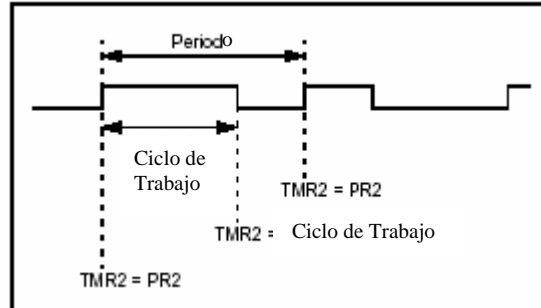 Periodo
Ciclo de
Trabajo
TMR2 = PR2
TMR2 = Ciclo de Trabajo
TMR2 = PR2